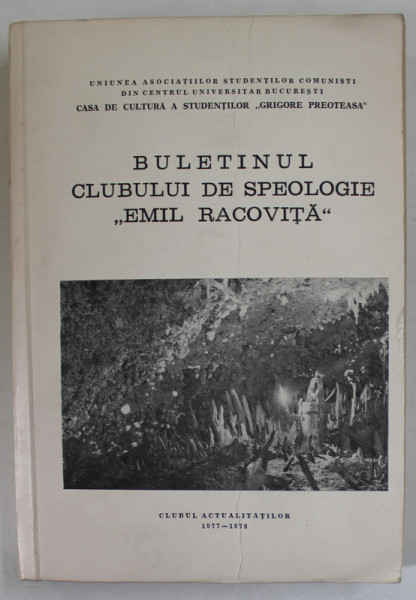 UNIUNEA ASOCIAȚIILOR STUDENȚILOR COMUNIȘTI
DIN CENTRUL UNIVERSITAR BUCUREȘTI
CASA DE CULTURĂ A STUDENȚILOR „GRIGORE PREOTEASA“
BULETINUL
CLUBULUI DE SPEOLOGIE
„EMIL RACOVIȚĂ“
CLUBUL ACTUALITAȚILOR
1977—1978